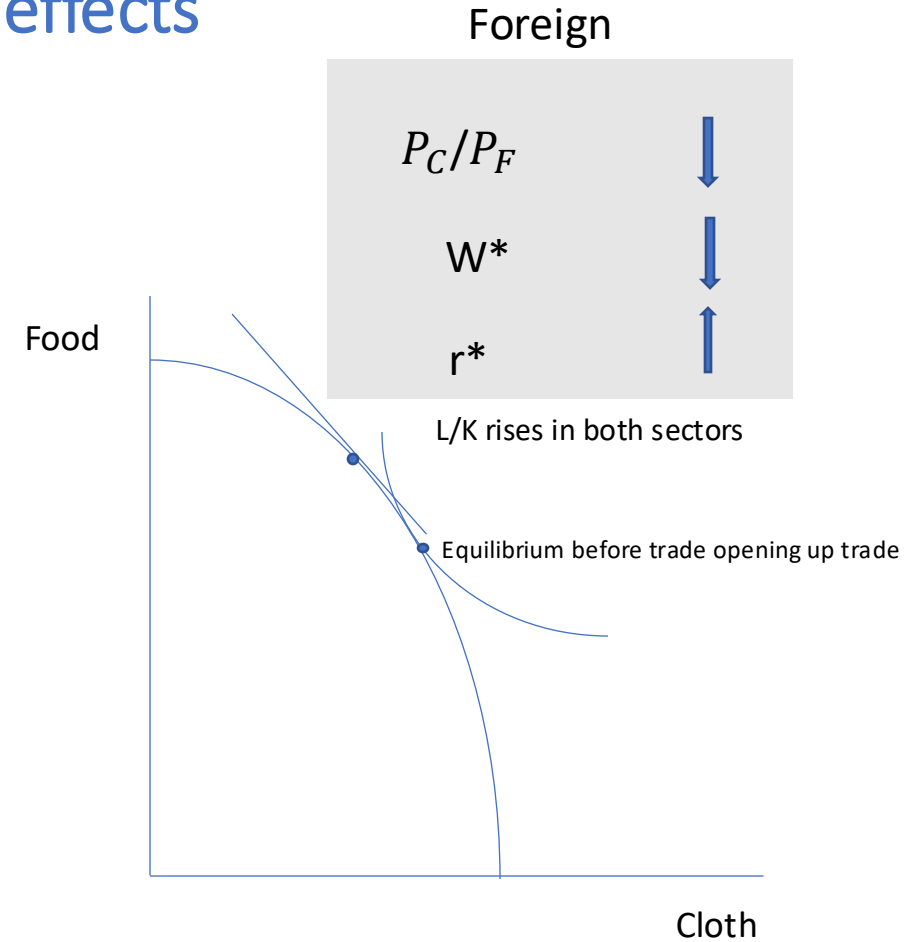 effects
Foreign
P_C/P_F
W*
r*
Food
L/K rises in both sectors
Equilibrium before trade opening up trade
Cloth